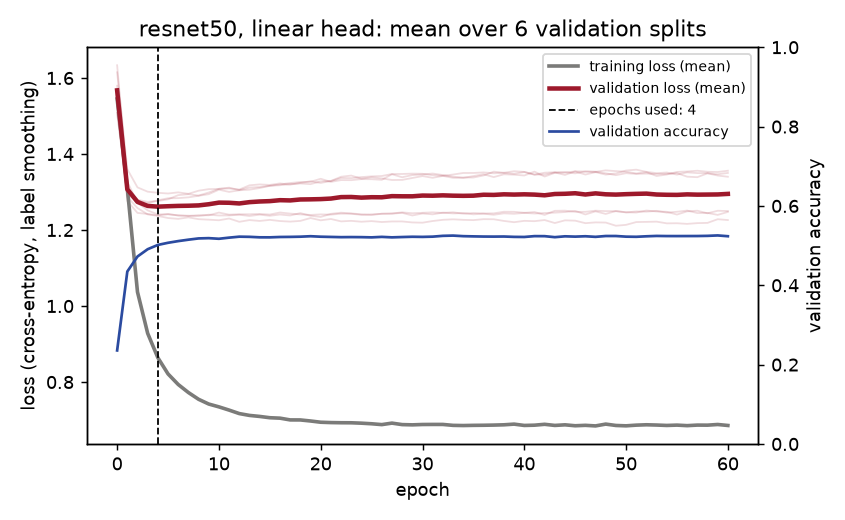 resnet50, linear head: mean over 6 validation splits
training loss (mean)
validation loss (mean)
epochs used: 4
validation accuracy
loss (cross-entropy, label smoothing)
1.6
1.4
1.2
1.0
0.8
1.0
0.8
0.6
0.4
0.2
0.0
validation accuracy
0
10
20
30
40
50
60
epoch